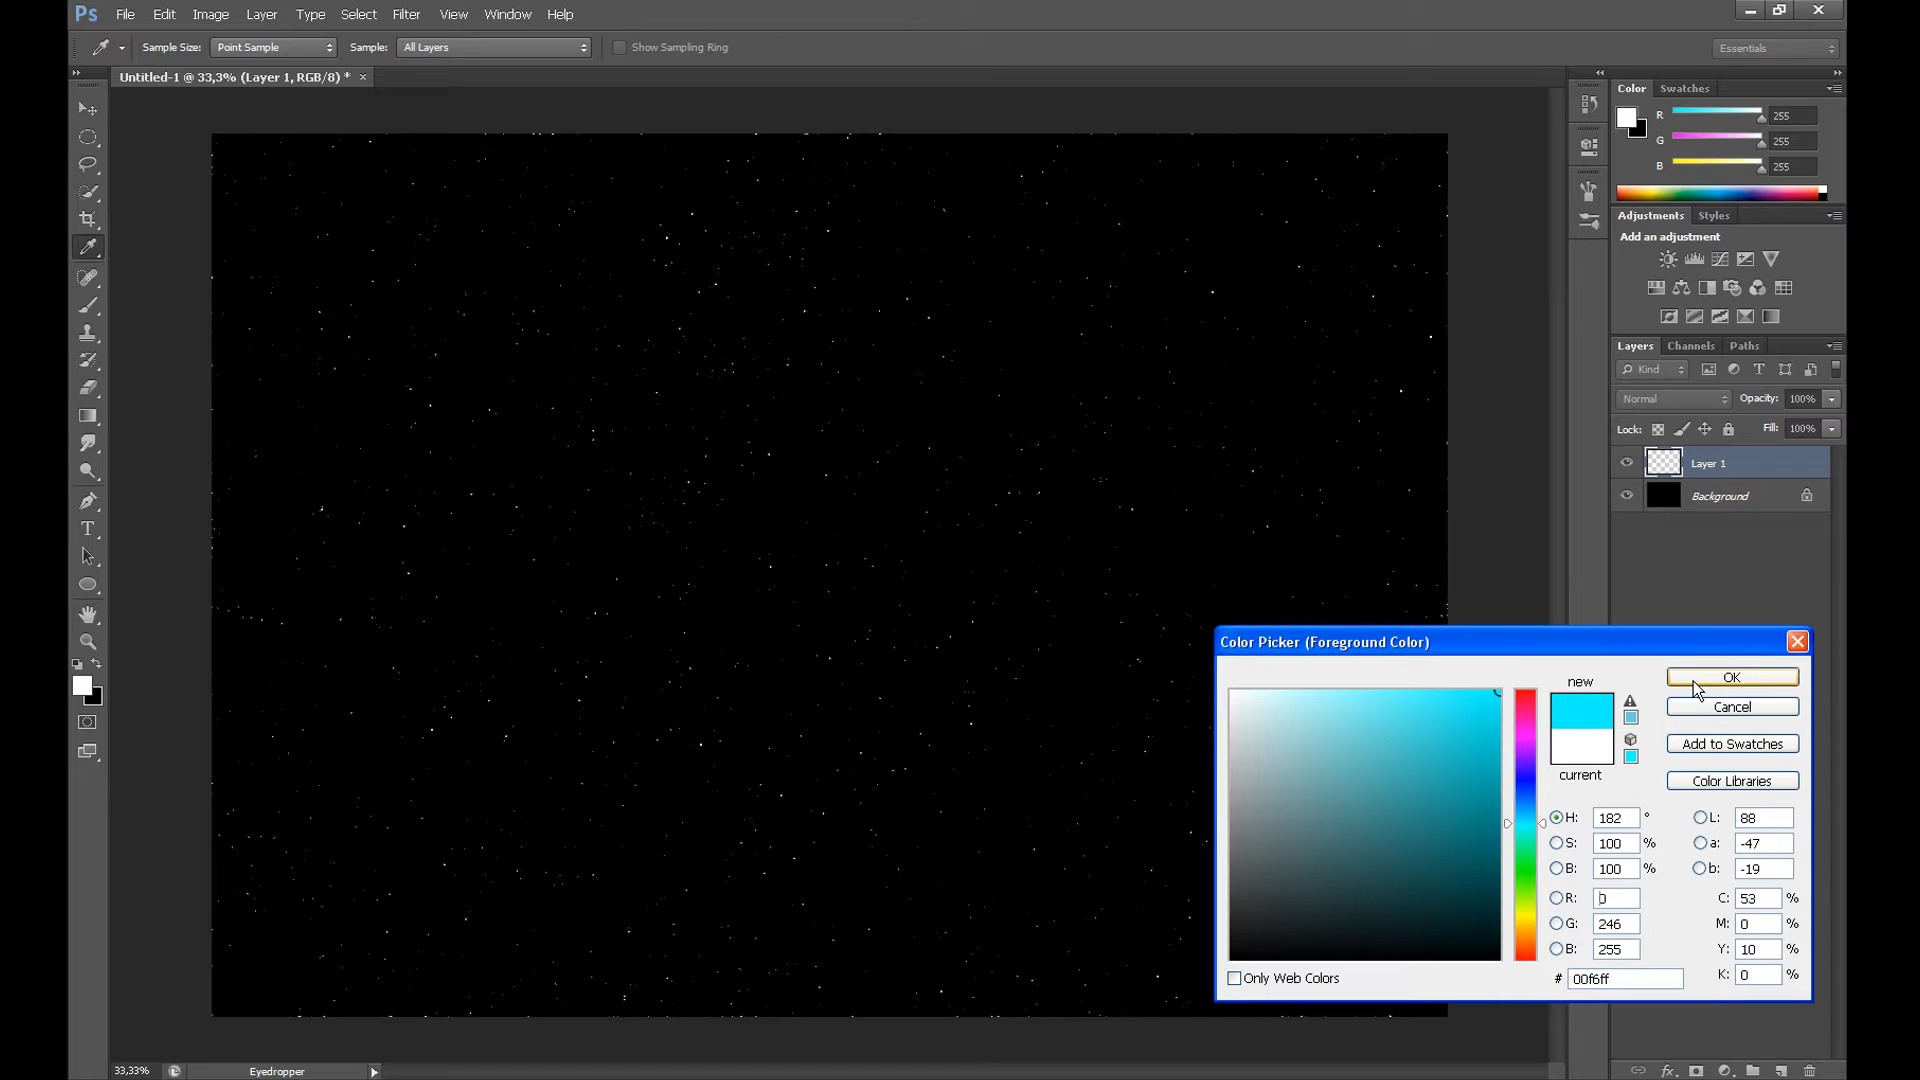 Ps File Edit Image Layer Type Select Filter View Window Help
Sample Size: Point Sample Sample: All Layers Show Sampling Ring Essentials
Untitled-1 @ 33,3% (Layer 1, RGB/8) *
Color Swatches
R 255
G 255
B 255
Adjustments Styles
Add an adjustment
Layers Channels Paths
Kind
Normal Opacity: 100%
Lock: Fill: 100%
Layer 1
Background
Color Picker (Foreground Color)
new
current
OK
Cancel
Add to Swatches
Color Libraries
H: 182 ° L: 88
S: 100 % a: -47
B: 100 % b: -19
R: 0 C: 53 %
G: 246 M: 0 %
B: 255 Y: 10 %
# 00f6ff K: 0 %
Only Web Colors
33,33% Eyedropper